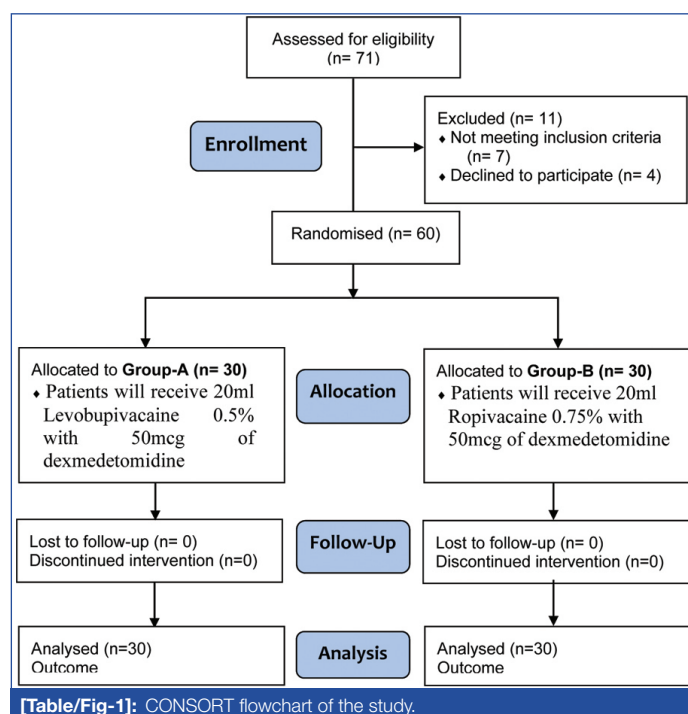 Assessed for eligibility
(n= 71)
Enrollment
Excluded (n= 11)
♦ Not meeting inclusion criteria
(n= 7)
♦ Declined to participate (n= 4)
Randomised (n= 60)
Allocated to Group-A (n= 30)
♦ Patients will receive 20ml
Levobupivacaine 0.5%
with 50mcg of
dexmedetomidine
Allocation
Allocated to Group-B (n= 30)
♦ Patients will receive 20ml
Ropivacaine 0.75% with
50mcg of dexmedetomidine
Lost to follow-up (n= 0)
Discontinued intervention (n=0)
Follow-Up
Lost to follow-up (n= 0)
Discontinued intervention (n=0)
Analysed (n=30)
Outcome
Analysis
Analysed (n=30)
Outcome
[Table/Fig-1]: CONSORT flowchart of the study.